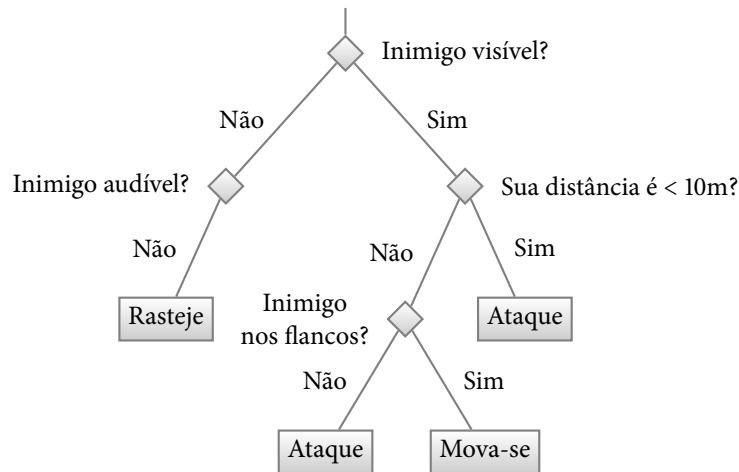 Inimigo visível?
Não
Sim
Inimigo audível?
Sua distância é < 10m?
Não
Não
Sim
Rasteje
Inimigo
nos flancos?
Ataque
Não
Sim
Ataque
Mova-se